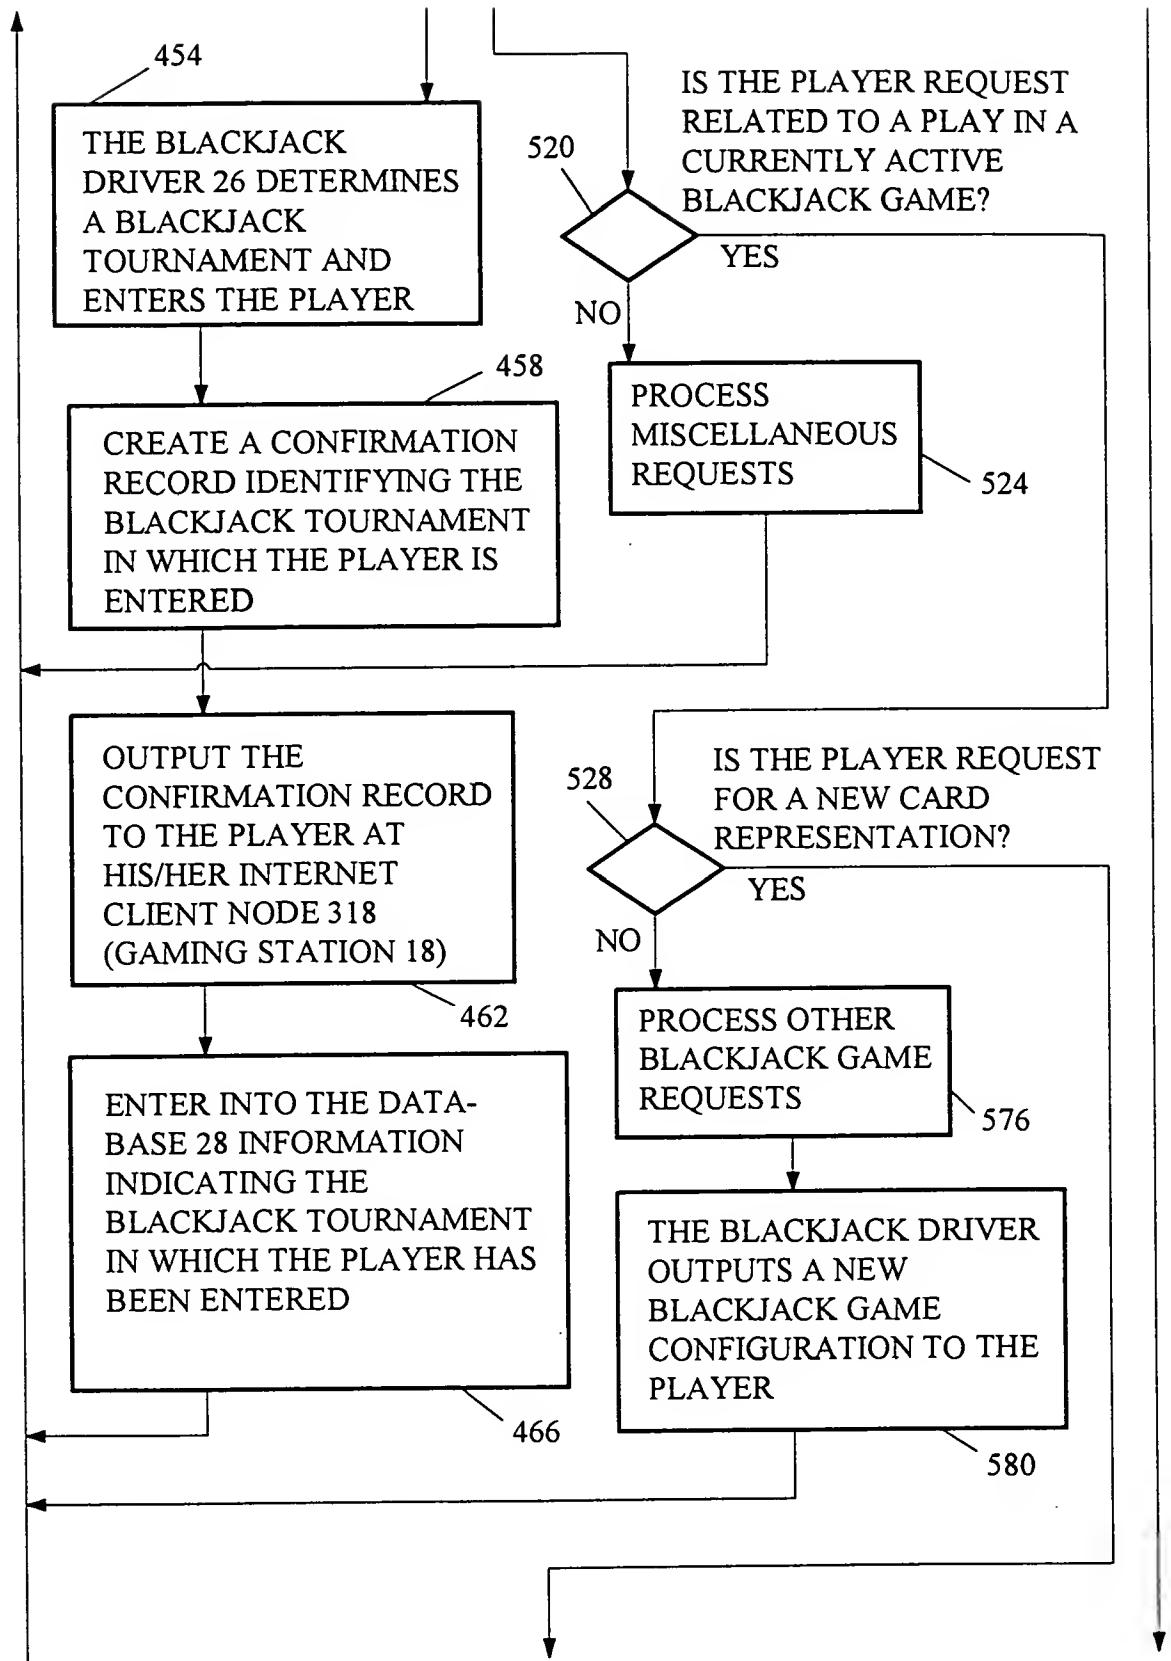 454
THE BLACKJACK
DRIVER 26 DETERMINES
A BLACKJACK
TOURNAMENT AND
ENTERS THE PLAYER
458
CREATE A CONFIRMATION
RECORD IDENTIFYING THE
BLACKJACK TOURNAMENT
IN WHICH THE PLAYER IS
ENTERED
OUTPUT THE
CONFIRMATION RECORD
TO THE PLAYER AT
HIS/HER INTERNET
CLIENT NODE 318
(GAMING STATION 18)
462
ENTER INTO THE DATA-
BASE 28 INFORMATION
INDICATING THE
BLACKJACK TOURNAMENT
IN WHICH THE PLAYER HAS
BEEN ENTERED
466
IS THE PLAYER REQUEST
RELATED TO A PLAY IN A
CURRENTLY ACTIVE
BLACKJACK GAME?
520
YES
NO
PROCESS
MISCELLANEOUS
REQUESTS
524
IS THE PLAYER REQUEST
FOR A NEW CARD
REPRESENTATION?
528
YES
NO
PROCESS OTHER
BLACKJACK GAME
REQUESTS
576
THE BLACKJACK DRIVER
OUTPUTS A NEW
BLACKJACK GAME
CONFIGURATION TO THE
PLAYER
580